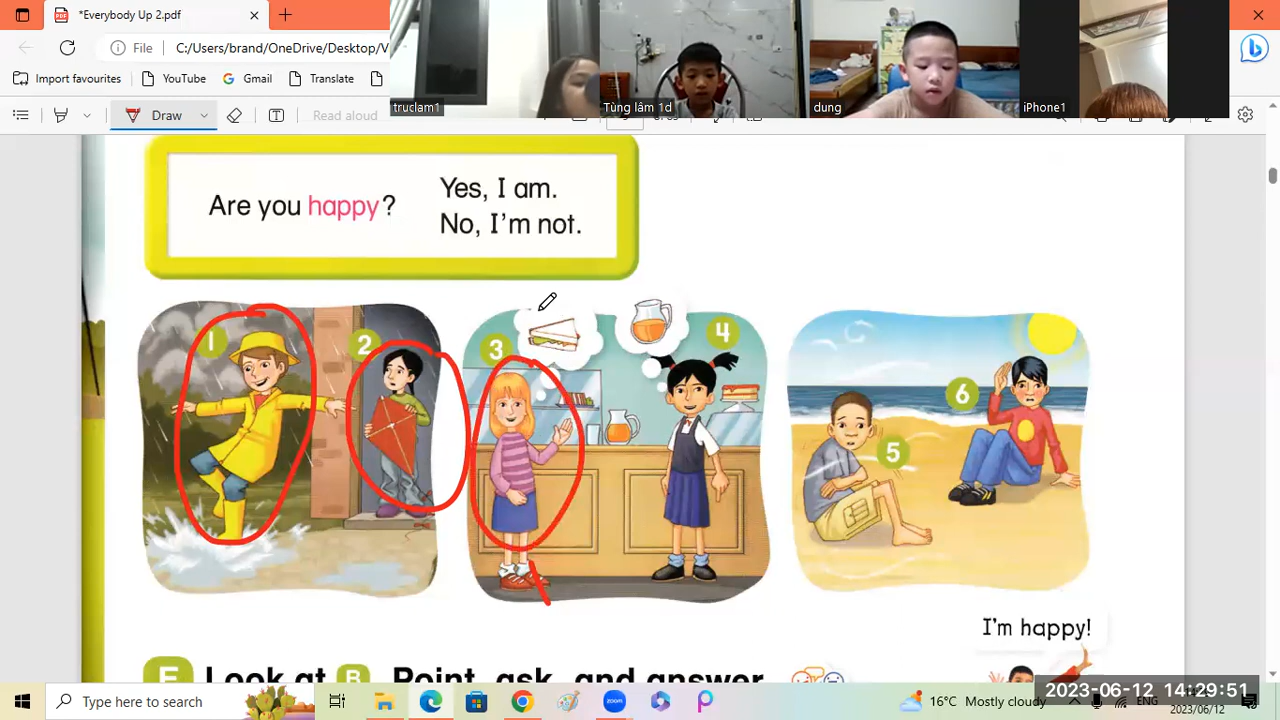 *Everybody Up 2.pdf
File
C:/Users/brand/OneDrive/Desktop/V
Import favourites
YouTube
Gmail
Translate
Draw
Read aloud
truclam1
Tùng lâm 1d
dung
iPhone1
Are you happy?
Yes, I am.
No, I'm not.
1
2
3
4
5
6
I'm happy!
E Look at B. Point, ask, and answer.
Type here to search
zoom
16°C Mostly cloudy
ENG
2023-06-12 14:29:51
2023/06/12